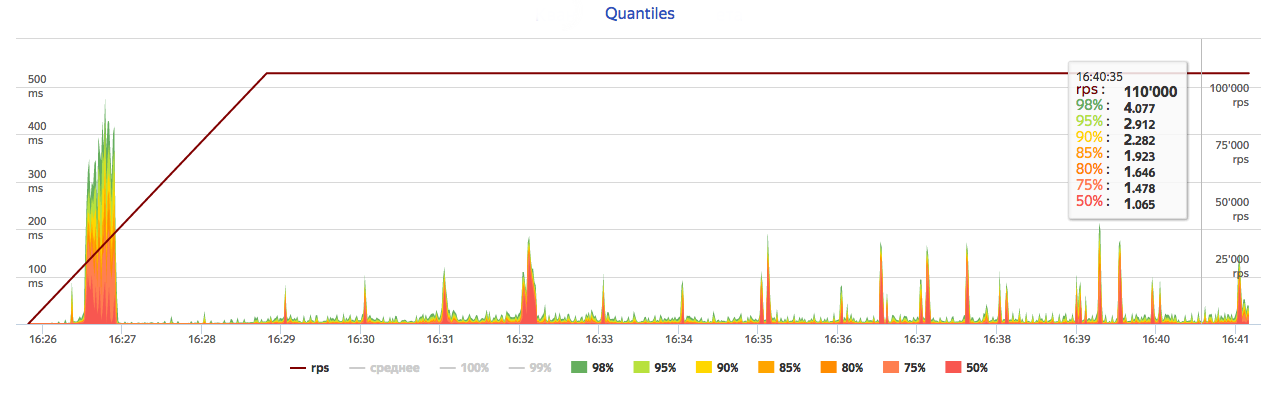 Quantiles
500
ms
400
ms
300
ms
200
ms
100
ms
100'000
rps
75'000
rps
50'000
rps
25'000
rps
16:40:35
rps : 110'000
98% : 4.077
95% : 2.912
90% : 2.282
85% : 1.923
80% : 1.646
75% : 1.478
50% : 1.065
16:26 16:27 16:28 16:29 16:30 16:31 16:32 16:33 16:34 16:35 16:36 16:37 16:38 16:39 16:40 16:41
rps среднее 100% 99% 98% 95% 90% 85% 80% 75% 50%